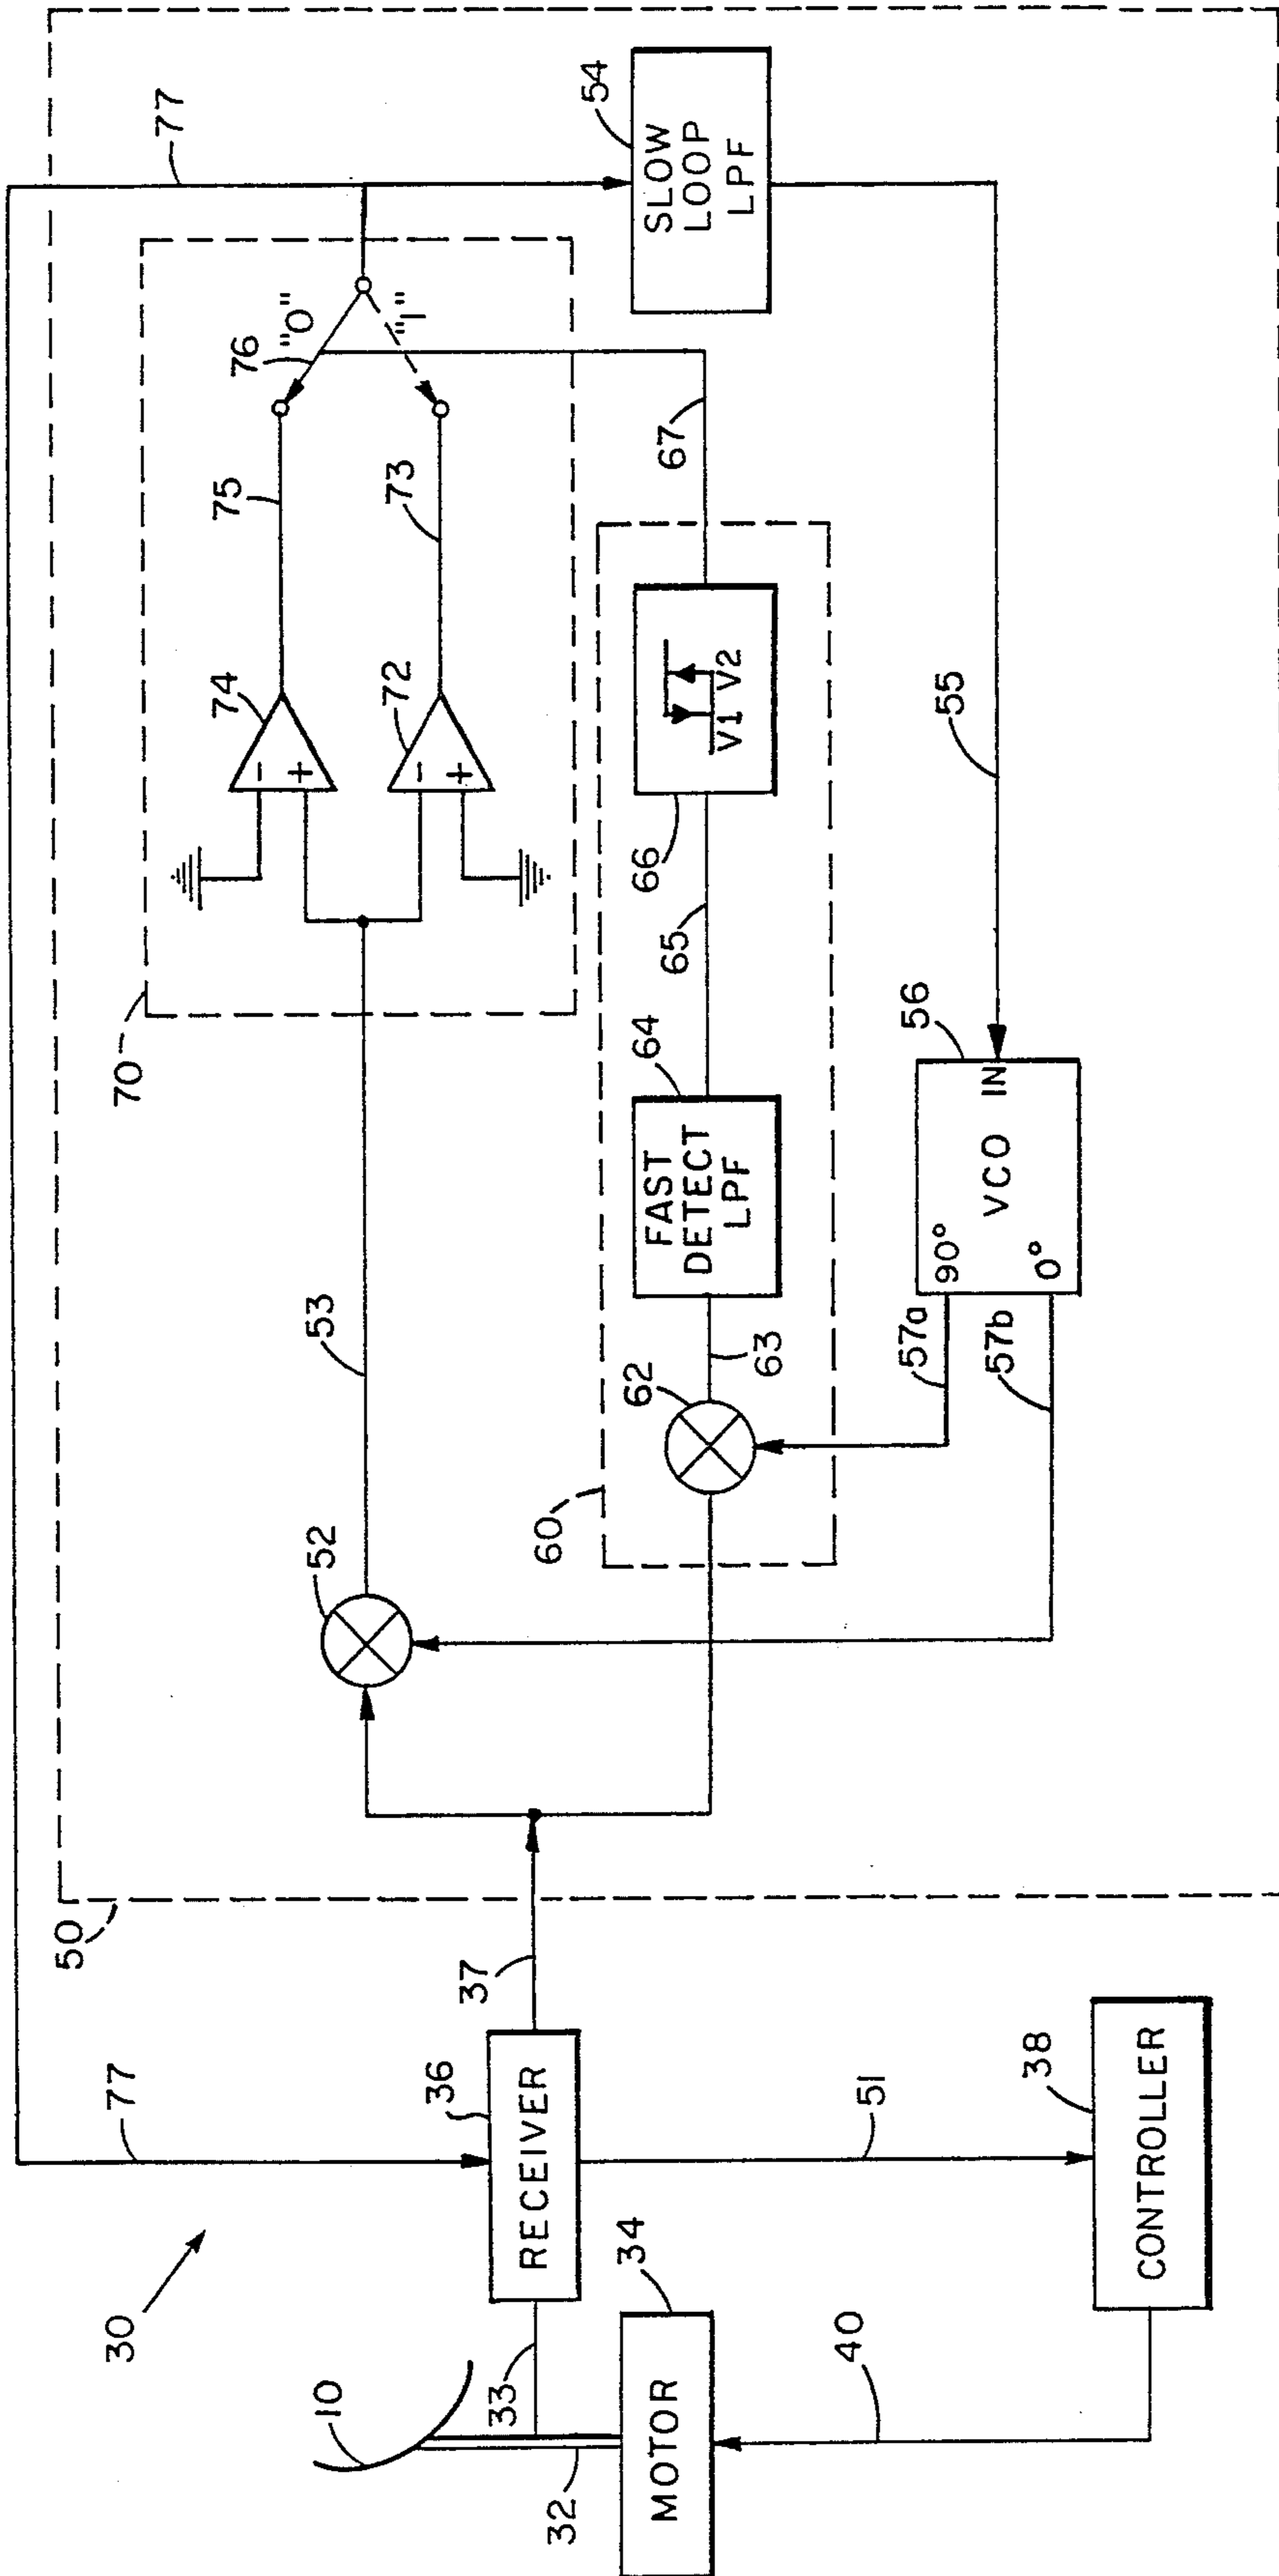 30
10
32
33
MOTOR
34
40
77
RECEIVER
36
37
51
CONTROLLER
38
50
52
53
60
62
63
FAST
DETECT
LPF
64
65
66
V1 V2
67
57a
57b
90°
0°
VCO
IN
56
55
70
74
-
+
72
-
+
75
73
76
"0"
"1"
77
SLOW
LOOP
LPF
54